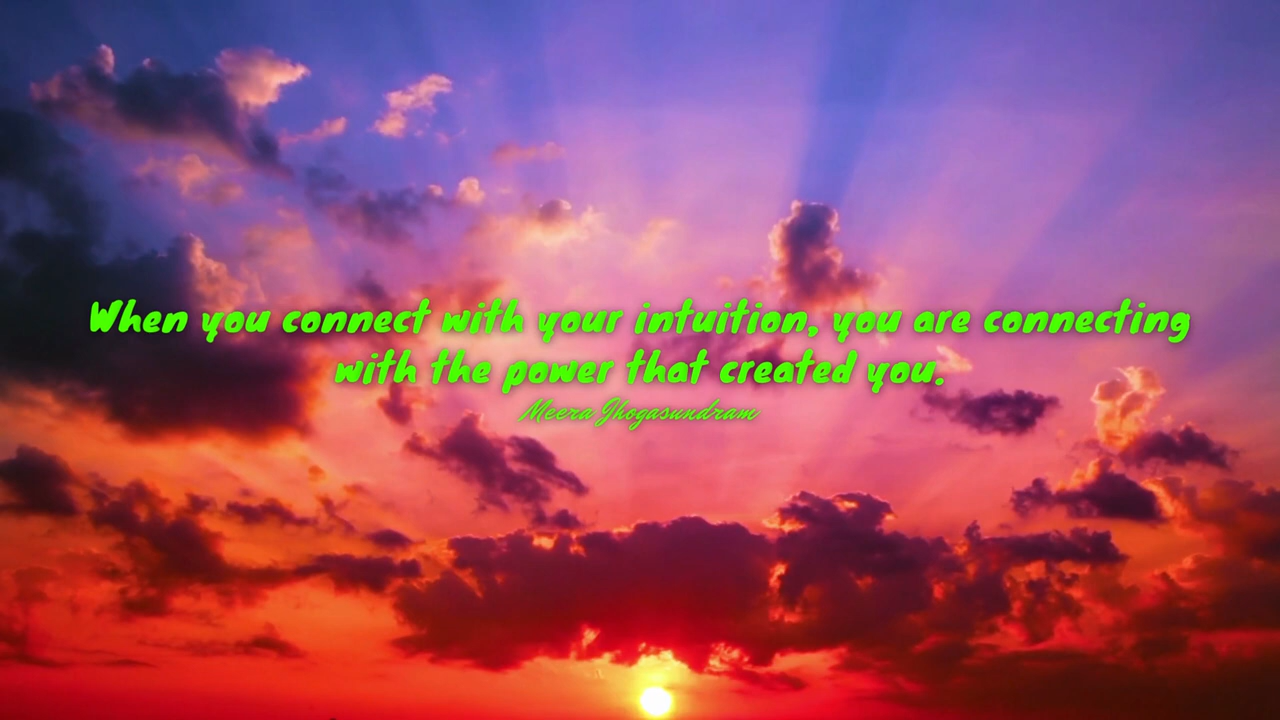 When you connect with your intuition, you are connecting
with the power that created you.
Meera Jhogasundram